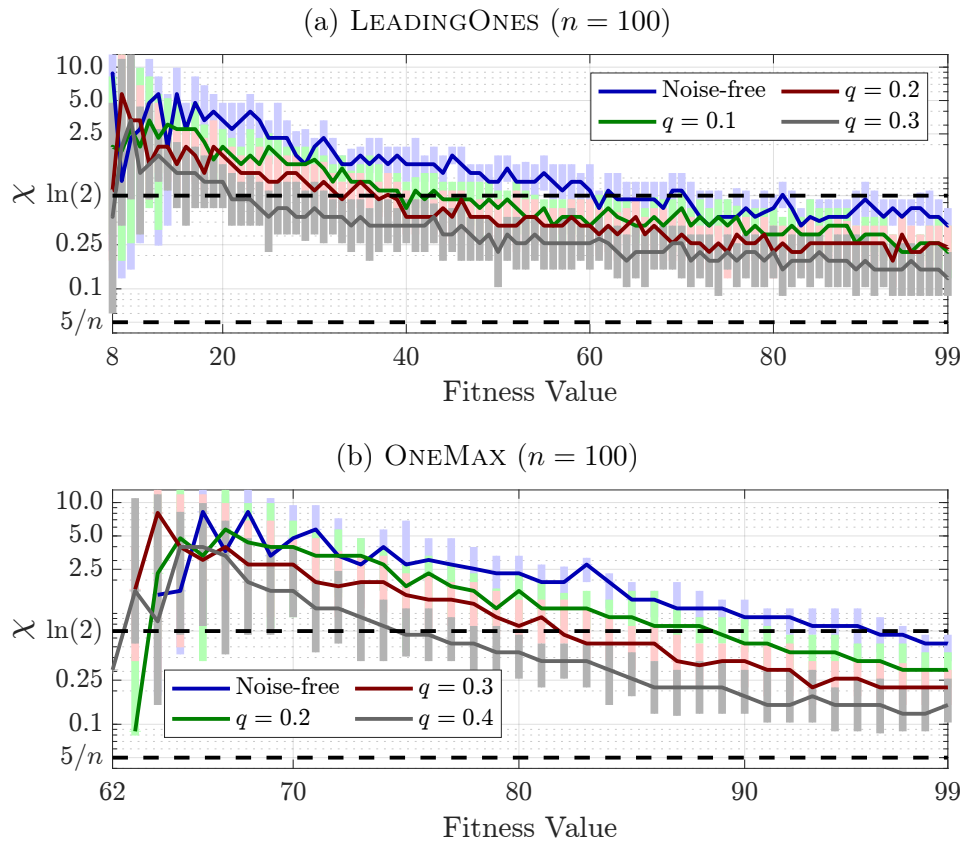 (a) LEADINGONES (n = 100)
10.0
5.0
2.5
χ ln(2)
0.25
0.1
5/n
Noise-free q = 0.2
q = 0.1 q = 0.3
8 20 40 60 80 99
Fitness Value
(b) ONEMAX (n = 100)
10.0
5.0
2.5
χ ln(2)
0.25
0.1
5/n
Noise-free q = 0.3
q = 0.2 q = 0.4
62 70 80 90 99
Fitness Value